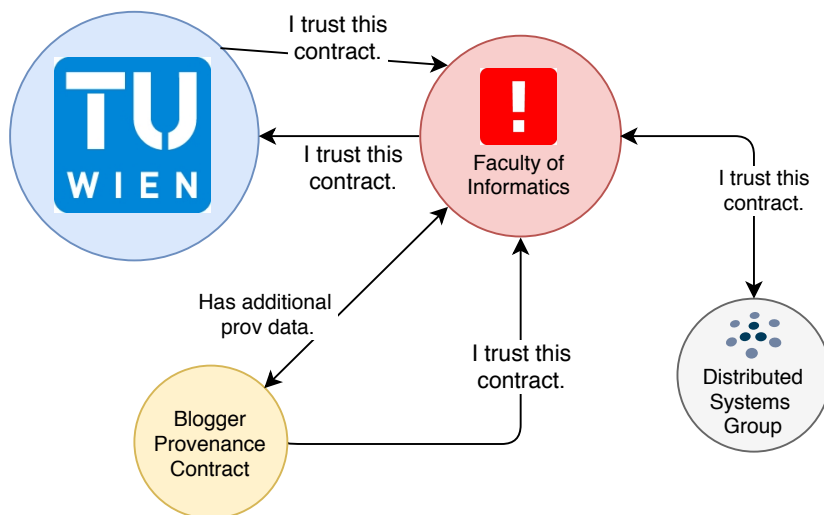 I trust this
contract.
TU
WIEN
!
Faculty of
Informatics
I trust this
contract.
I trust this
contract.
Has additional
prov data.
I trust this
contract.
Distributed
Systems
Group
Blogger
Provenance
Contract